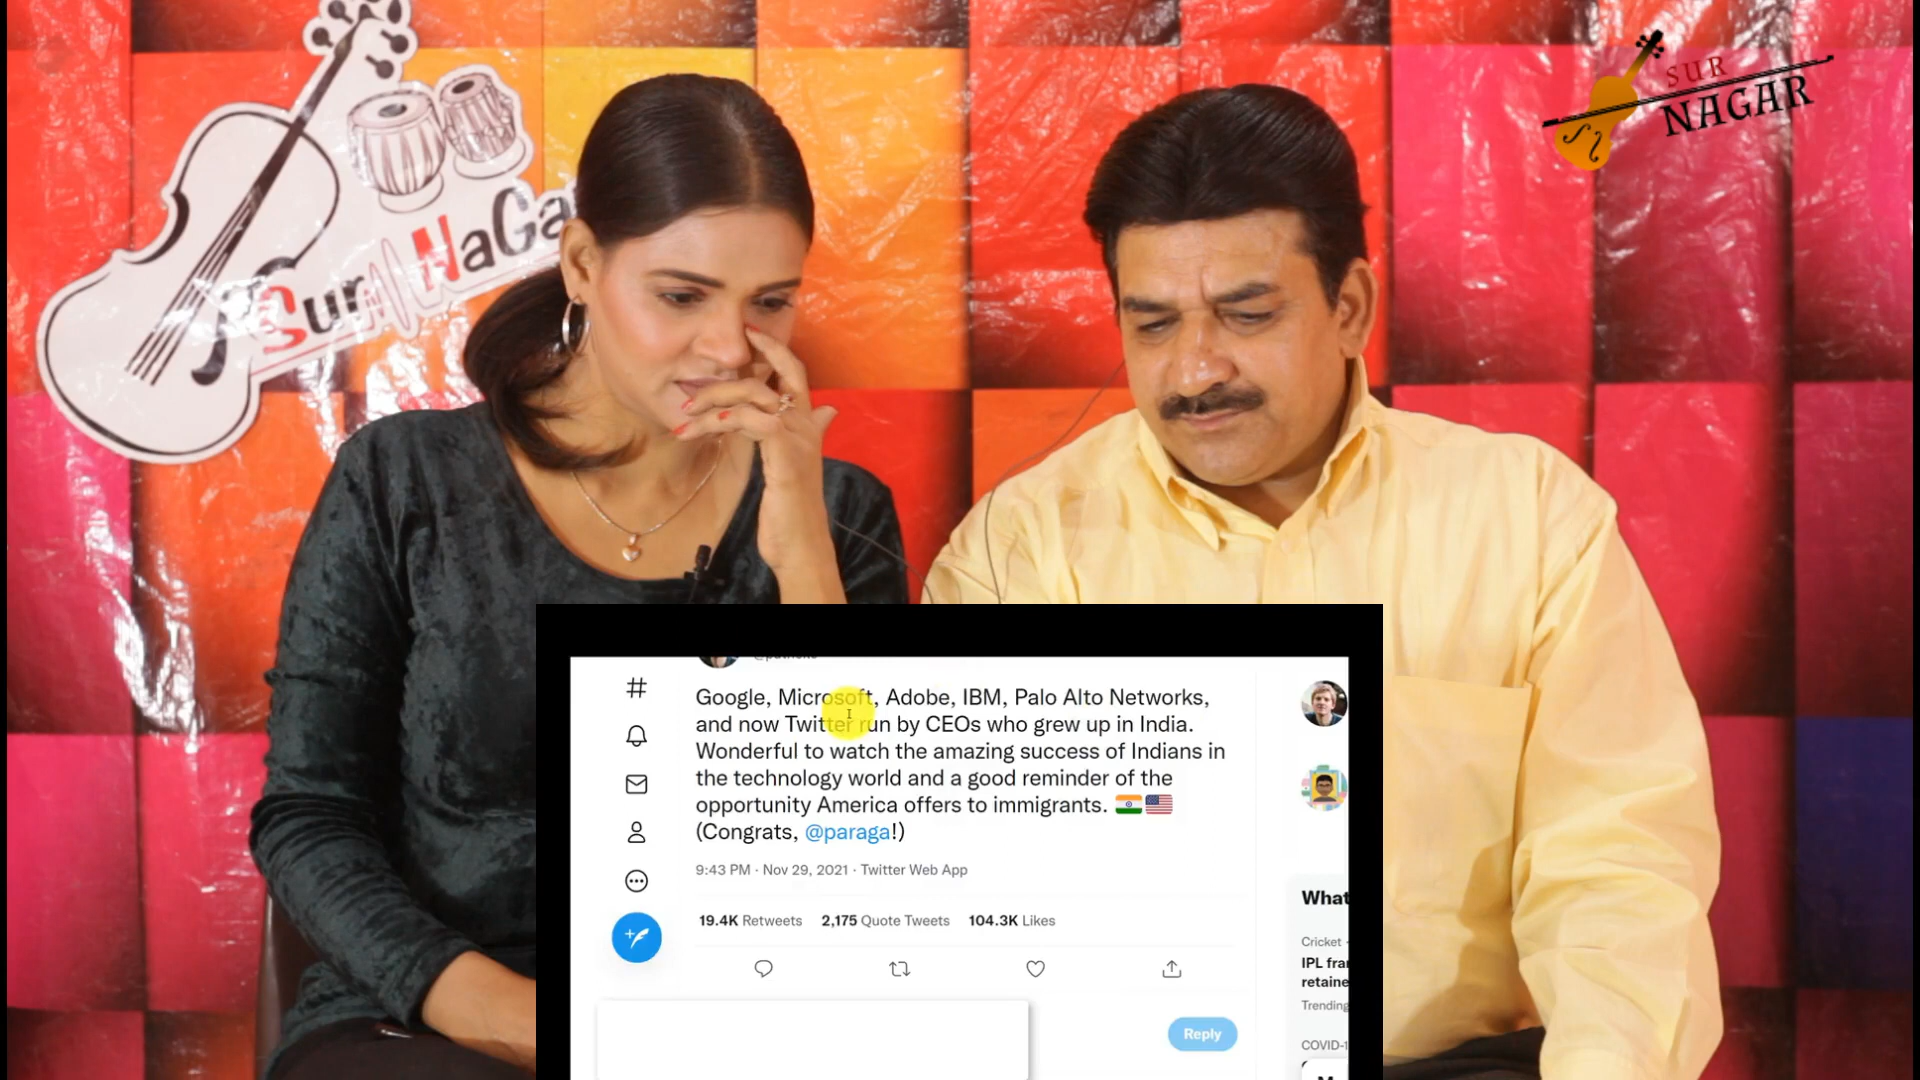 SUR
NAGAR
Sur NaGa
Google, Microsoft, Adobe, IBM, Palo Alto Networks,
and now Twitter run by CEOs who grew up in India.
Wonderful to watch the amazing success of Indians in
the technology world and a good reminder of the
opportunity America offers to immigrants. 🇮🇳🇺🇸
(Congrats, @paraga!)
9:43 PM · Nov 29, 2021 · Twitter Web App
19.4K Retweets 2,175 Quote Tweets 104.3K Likes
Reply
What
Cricket ·
IPL fra
retaine
Trending
COVID-1